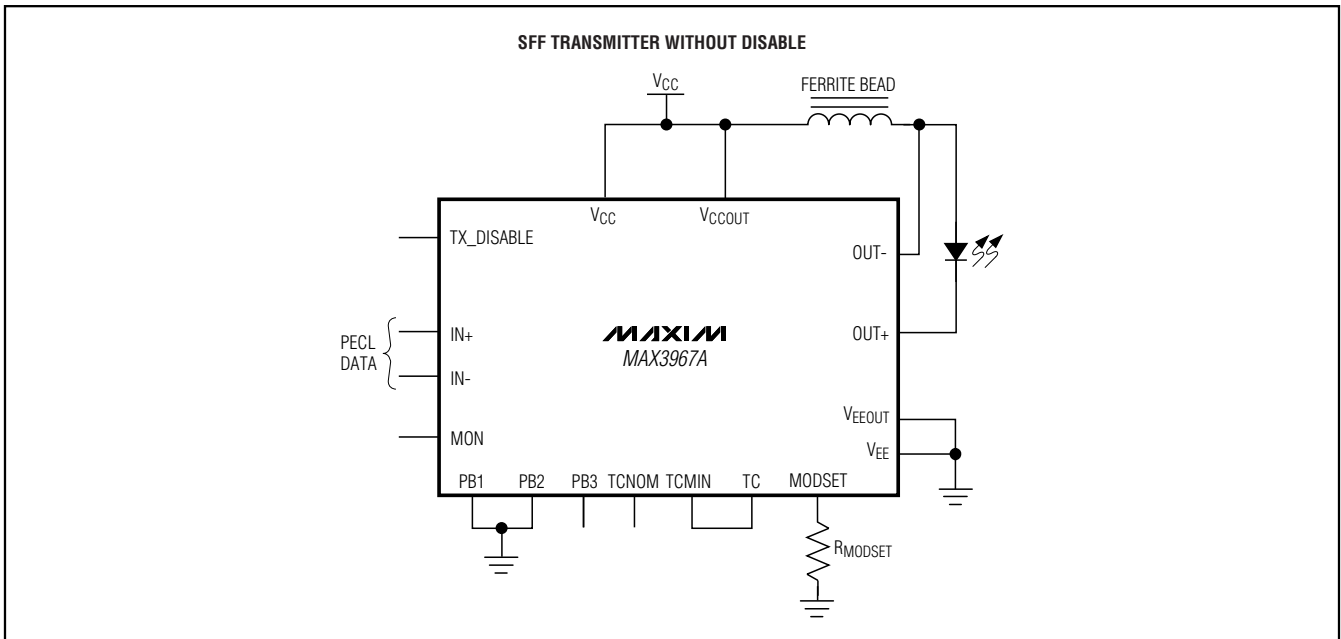 SFF TRANSMITTER WITHOUT DISABLE
VCC
FERRITE BEAD
VCC
VCCOUT
TX_DISABLE
OUT-
IN+
PECL
DATA
MAXIM
MAX3967A
OUT+
IN-
VEEOUT
MON
VEE
PB1 PB2 PB3 TCNOM TCMIN TC MODSET
RMODSET